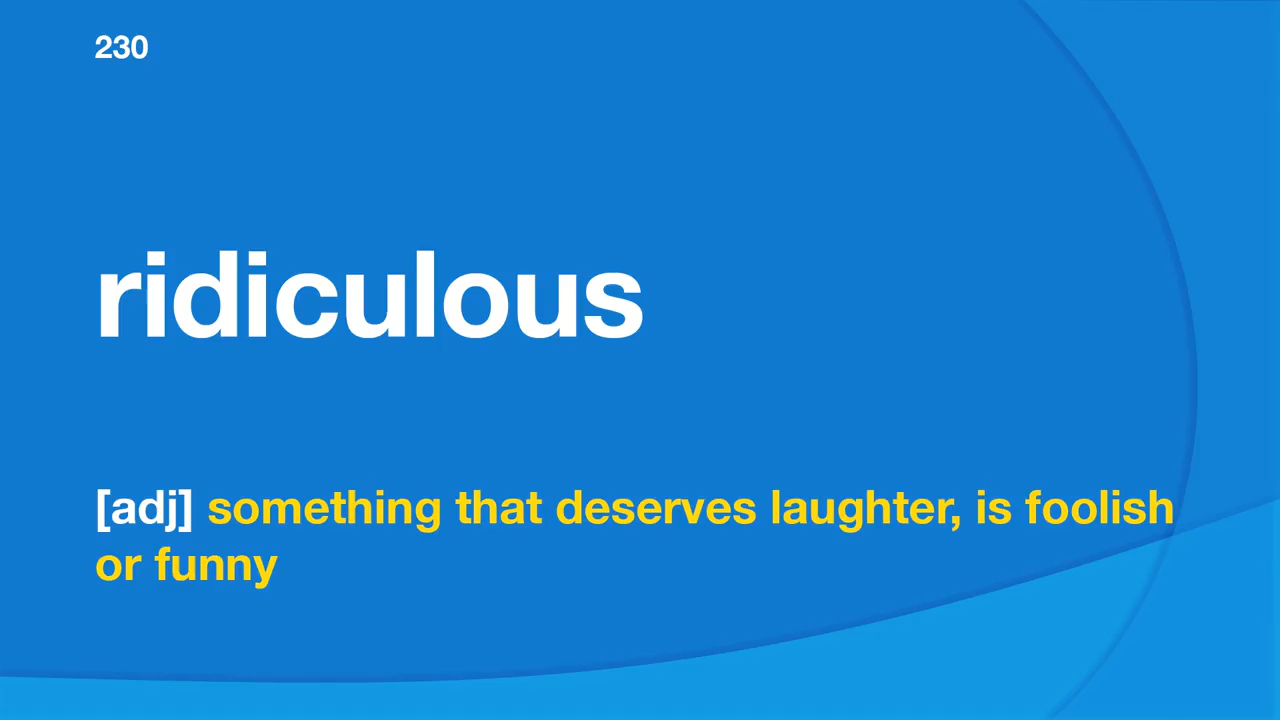 230
ridiculous
[adj] something that deserves laughter, is foolish
or funny